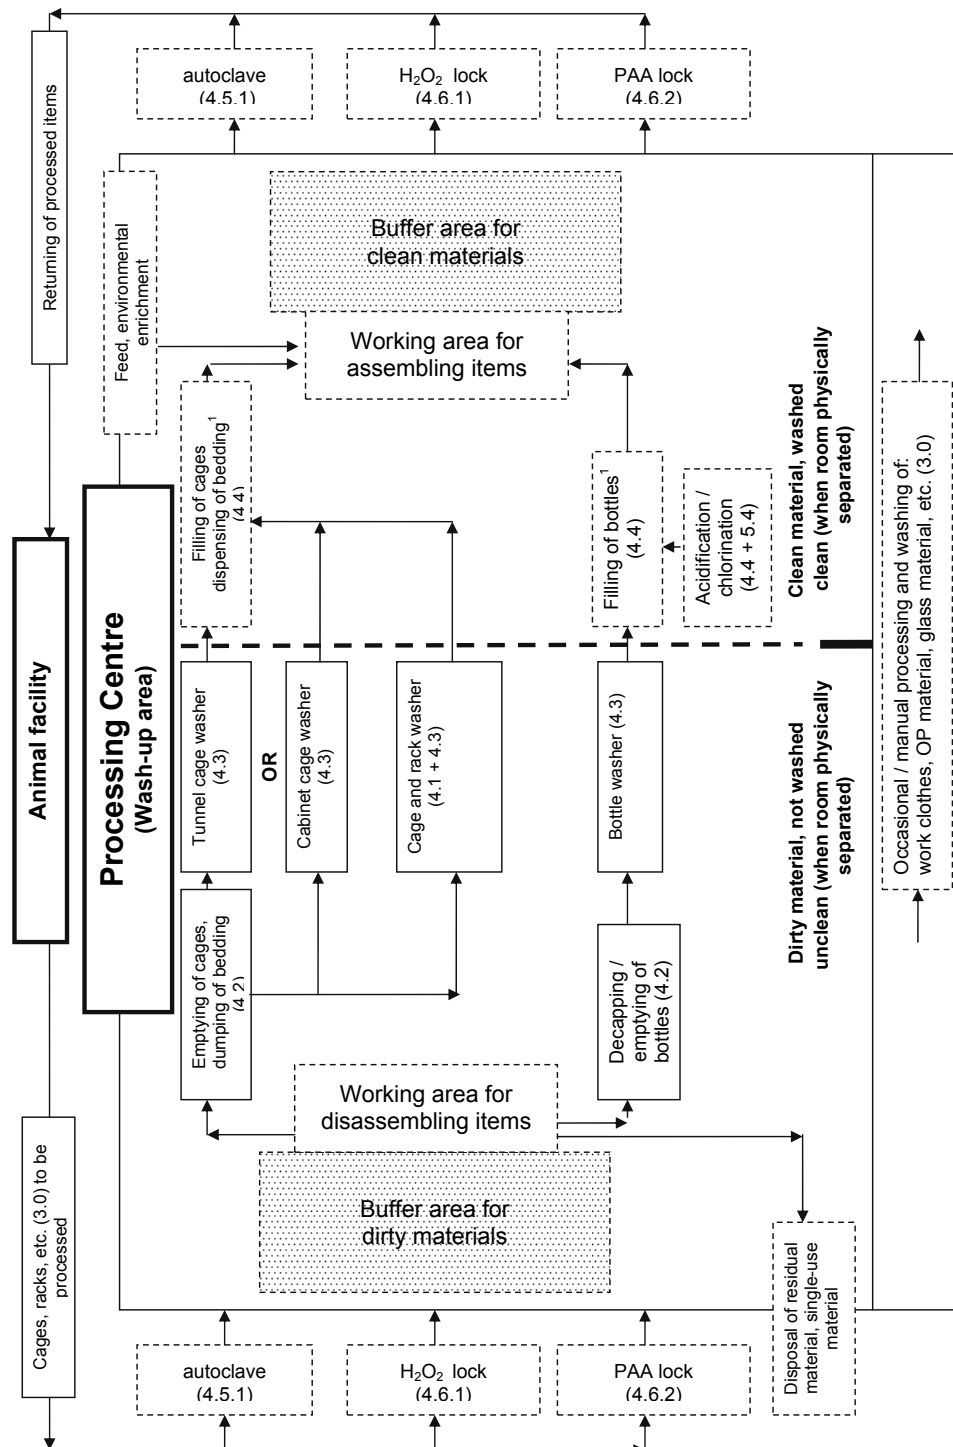 Animal facility
Cages, racks, etc. (3.0) to be
processed
Returning of processed items
Processing Centre
(Wash-up area)
Feed, environmental
enrichment
autoclave
(4.5.1)
H₂O₂ lock
(4.6.1)
PAA lock
(4.6.2)
Buffer area for
dirty materials
Working area for
disassembling items
Disposal of residual
material, single-use
material
Emptying of cages,
dumping of bedding
(4.2)
Decapping /
emptying of
bottles (4.2)
Tunnel cage washer
(4.3)
OR
Cabinet cage washer
(4.3)
Cage and rack washer
(4.1 + 4.3)
Bottle washer (4.3)
Filling of cages
dispensing of bedding¹
(4.4)
Filling of bottles¹
(4.4)
Acidification /
chlorination
(4.4 + 5.4)
Working area for
assembling items
Buffer area for
clean materials
autoclave
(4.5.1)
H₂O₂ lock
(4.6.1)
PAA lock
(4.6.2)
Dirty material, not washed
unclean (when room physically
separated)
Clean material, washed
clean (when room physically
separated)
Occasional / manual processing and washing of:
work clothes, OP material, glass material, etc. (3.0)